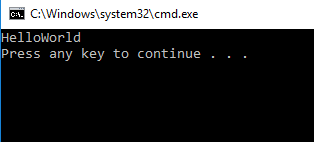 C:\Windows\system32\cmd.exe
HelloWorld
Press any key to continue . . .